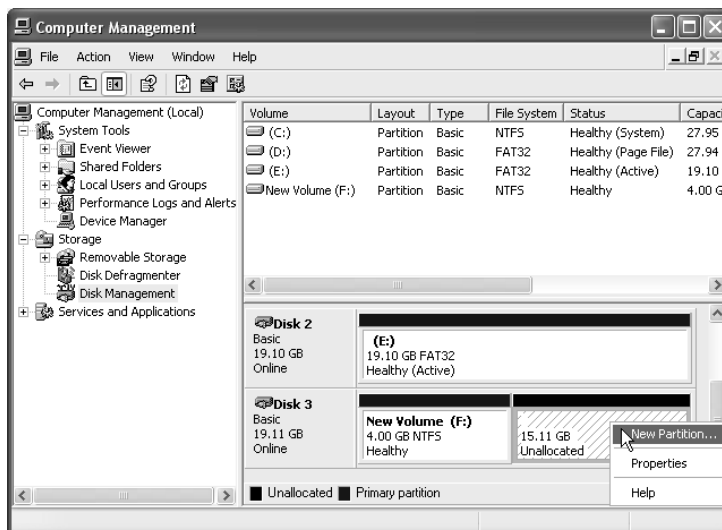 Computer Management
File Action View Window Help
Computer Management (Local)
System Tools
Event Viewer
Shared Folders
Local Users and Groups
Performance Logs and Alerts
Device Manager
Storage
Removable Storage
Disk Defragmenter
Disk Management
Services and Applications
Volume Layout Type File System Status Capaci
(C:) Partition Basic NTFS Healthy (System) 27.95
(D:) Partition Basic FAT32 Healthy (Page File) 27.94
(E:) Partition Basic FAT32 Healthy (Active) 19.10
New Volume (F:) Partition Basic NTFS Healthy 4.00 G
Disk 2
Basic
19.10 GB
Online
(E:)
19.10 GB FAT32
Healthy (Active)
Disk 3
Basic
19.11 GB
Online
New Volume (F:)
4.00 GB NTFS
Healthy
15.11 GB
Unallocated
New Partition...
Properties
Help
Unallocated Primary partition